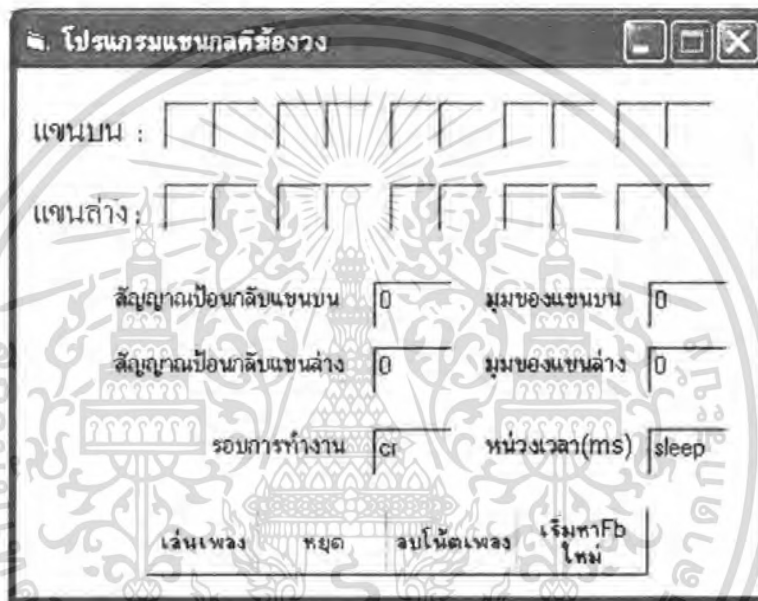 โปรแกรมแขนกลตีฆ้องวง
แขนบน :
แขนล่าง :
สัญญาณป้อนกลับแขนบน 0 มุมของแขนบน 0
สัญญาณป้อนกลับแขนล่าง 0 มุมของแขนล่าง 0
รอบการทำงาน cr หน่วงเวลา(ms) sleep
เล่นเพลง หยุด ลบโน้ตเพลง เริ่มหาFb
ใหม่